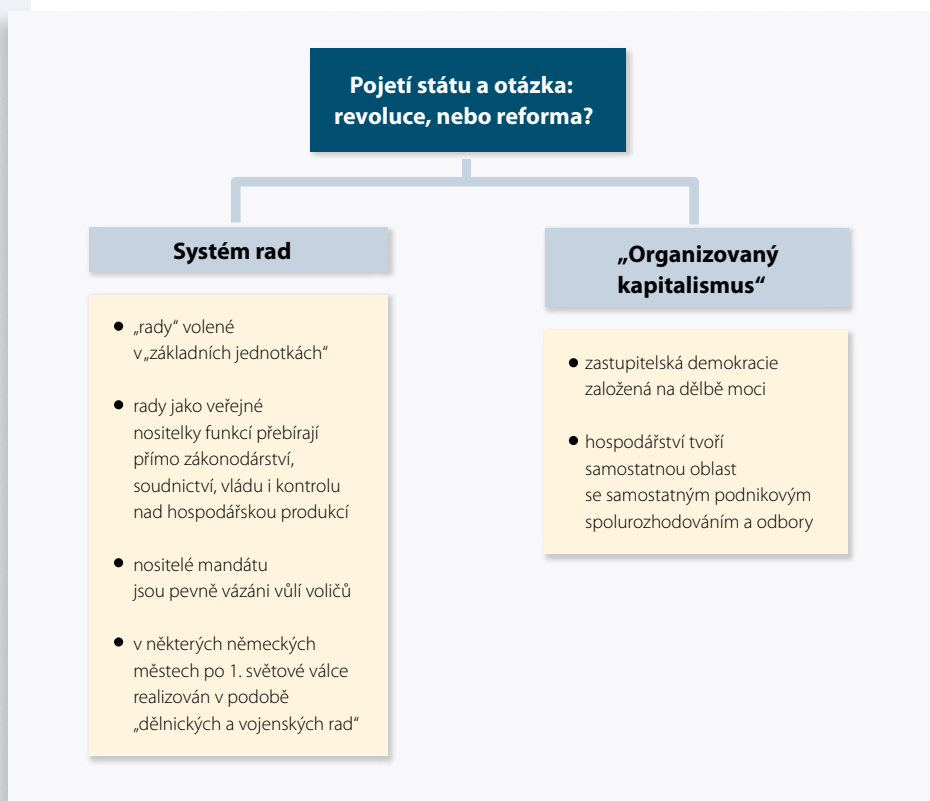 Pojetí státu a otázka:
revoluce, nebo reforma?
Systém rad
• „rady“ volené
v „základních jednotkách“
• rady jako veřejné
nositelky funkcí přebírají
přímo zákonodárství,
soudnictví, vládu i kontrolu
nad hospodářskou produkcí
• nositelé mandátu
jsou pevně vázáni vůlí voličů
• v některých německých
městech po 1. světové válce
realizován v podobě
„dělnických a vojenských rad“
„Organizovaný
kapitalismus“
• zastupitelská demokracie
založená na dělbě moci
• hospodářství tvoří
samostatnou oblast
se samostatným podnikovým
spolurozhodováním a odbory